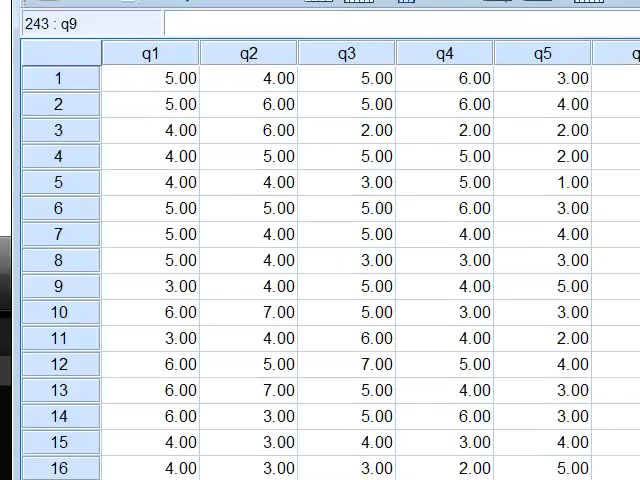 243 : q9
q1 q2 q3 q4 q5 q
1 5.00 4.00 5.00 6.00 3.00
2 5.00 6.00 5.00 6.00 4.00
3 4.00 6.00 2.00 2.00 2.00
4 4.00 5.00 5.00 5.00 2.00
5 4.00 4.00 3.00 5.00 1.00
6 5.00 5.00 5.00 6.00 3.00
7 5.00 4.00 5.00 4.00 4.00
8 5.00 4.00 3.00 3.00 3.00
9 3.00 4.00 5.00 4.00 5.00
10 6.00 7.00 5.00 3.00 3.00
11 3.00 4.00 6.00 4.00 2.00
12 6.00 5.00 7.00 5.00 4.00
13 6.00 7.00 5.00 4.00 3.00
14 6.00 3.00 5.00 6.00 3.00
15 4.00 3.00 4.00 3.00 4.00
16 4.00 3.00 3.00 2.00 5.00